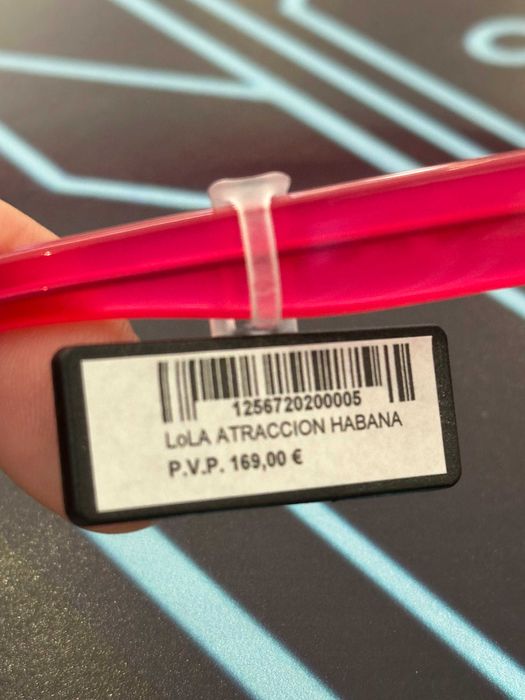 1256720200005
LoLA ATRACCION HABANA
P.V.P. 169,00 €